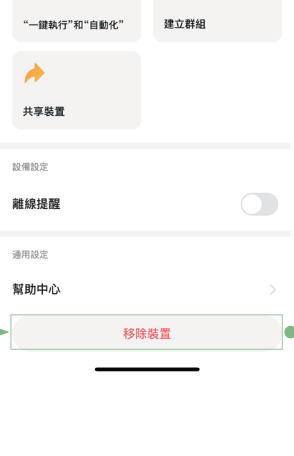 “一鍵執行”和“自動化”
建立群組
共享裝置
設備設定
離線提醒
通用設定
幫助中心
移除裝置